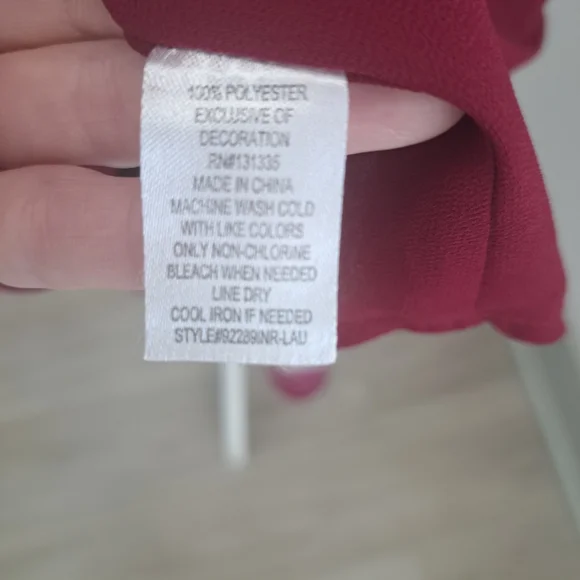 100% POLYESTER
EXCLUSIVE OF
DECORATION
RN#131335
MADE IN CHINA
MACHINE WASH COLD
WITH LIKE COLORS
ONLY NON-CHLORINE
BLEACH WHEN NEEDED
LINE DRY
COOL IRON IF NEEDED
STYLE#92289INR-LAU